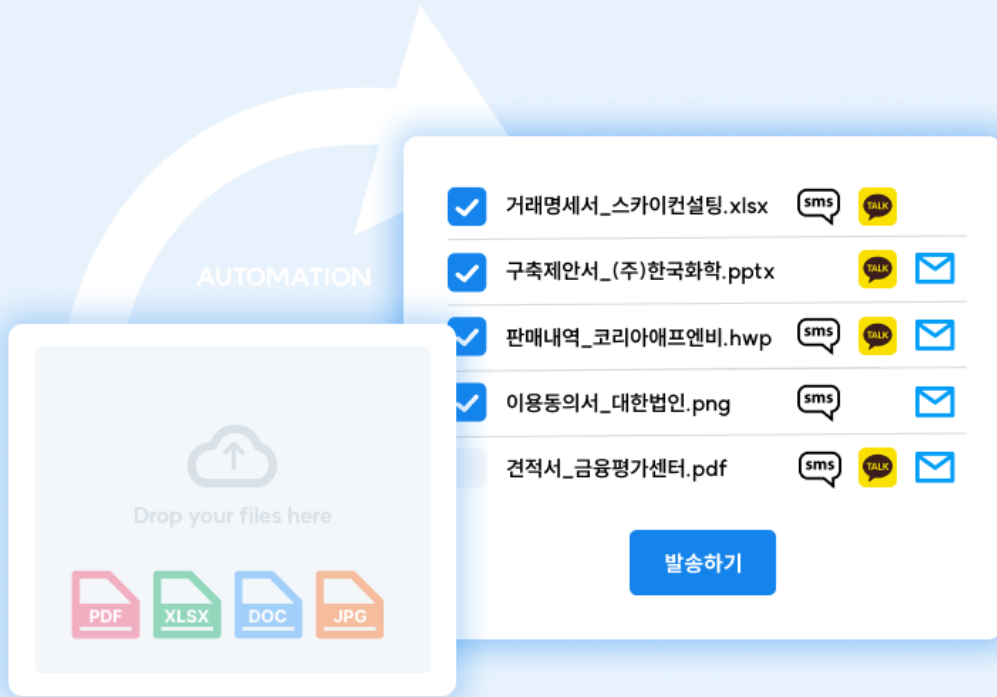 AUTOMATION
거래명세서_스카이컨설팅.xlsx sms TALK
구축제안서_(주)한국화학.pptx TALK
판매내역_코리아애프엔비.hwp sms TALK
이용동의서_대한법인.png sms
견적서_금융평가센터.pdf sms TALK
발송하기
Drop your files here
PDF XLSX DOC JPG